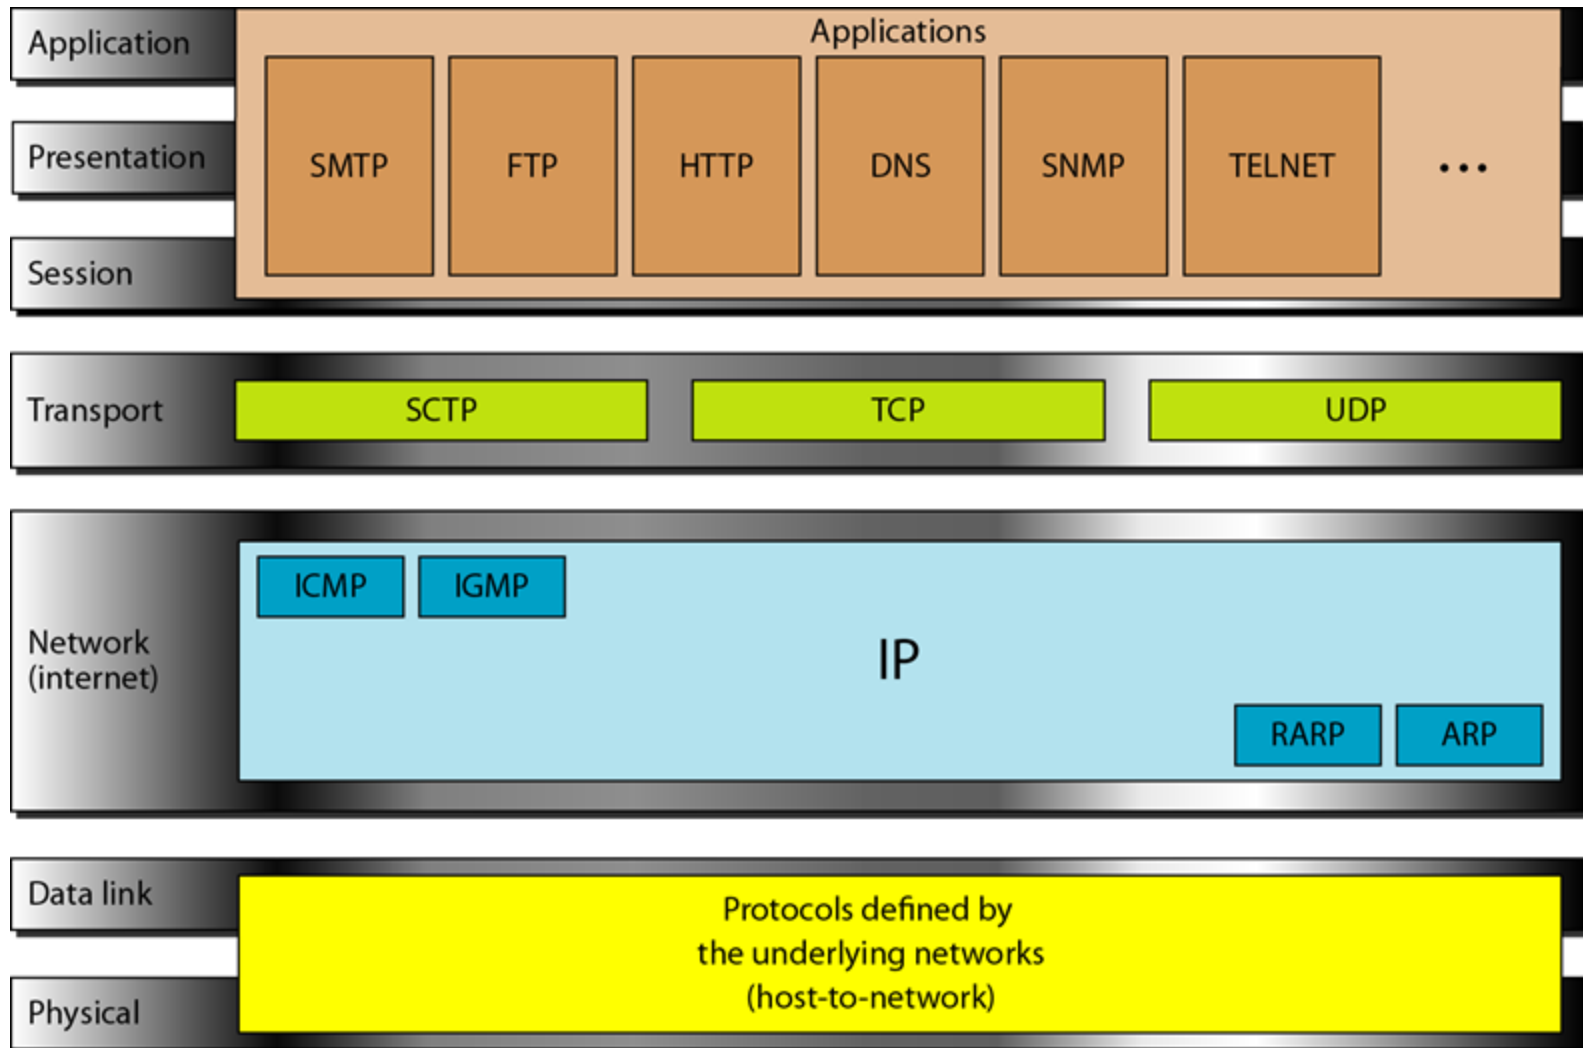 Application
Applications
Presentation
SMTP
FTP
HTTP
DNS
SNMP
TELNET
...
Session
Transport
SCTP
TCP
UDP
Network
(internet)
ICMP
IGMP
IP
RARP
ARP
Data link
Protocols defined by
the underlying networks
(host-to-network)
Physical